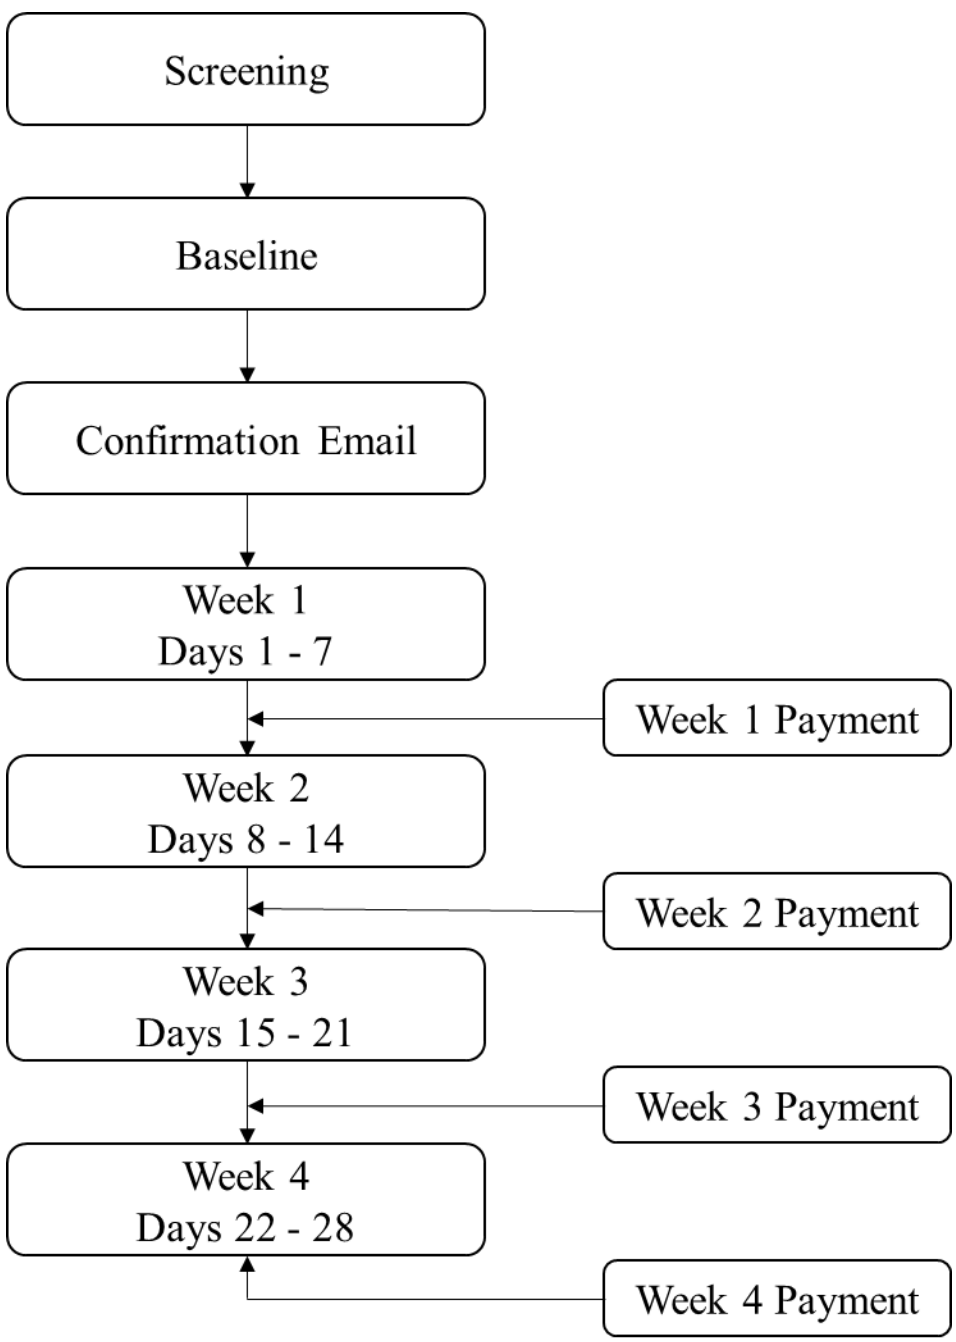 Screening
Baseline
Confirmation Email
Week 1
Days 1 - 7
Week 1 Payment
Week 2
Days 8 - 14
Week 2 Payment
Week 3
Days 15 - 21
Week 3 Payment
Week 4
Days 22 - 28
Week 4 Payment